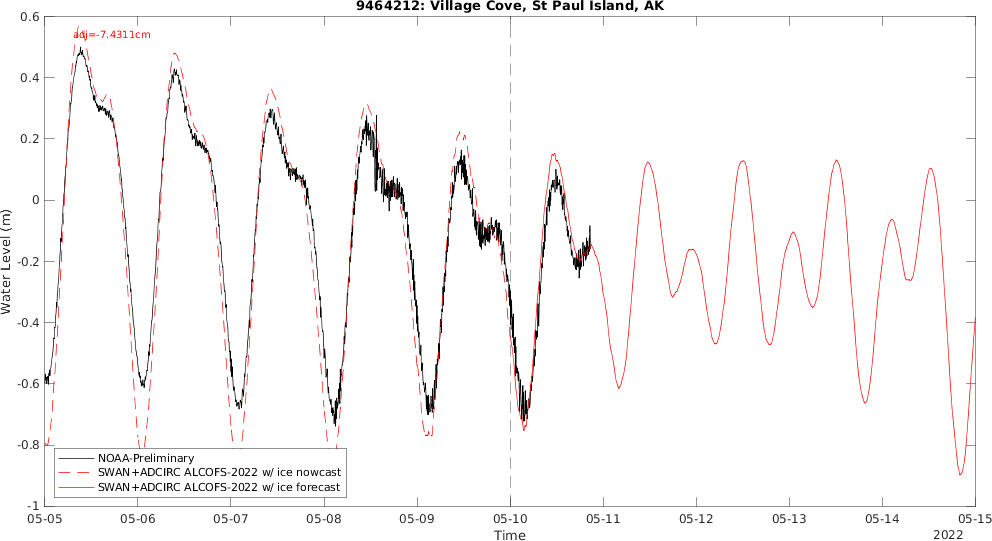 9464212: Village Cove, St Paul Island, AK
adj=-7.4311cm
Water Level (m)
0.6
0.4
0.2
0
-0.2
-0.4
-0.6
-0.8
-1
NOAA-Preliminary
SWAN+ADCIRC ALCOFS-2022 w/ ice nowcast
SWAN+ADCIRC ALCOFS-2022 w/ ice forecast
05-05 05-06 05-07 05-08 05-09 05-10 05-11 05-12 05-13 05-14 05-15
Time
2022